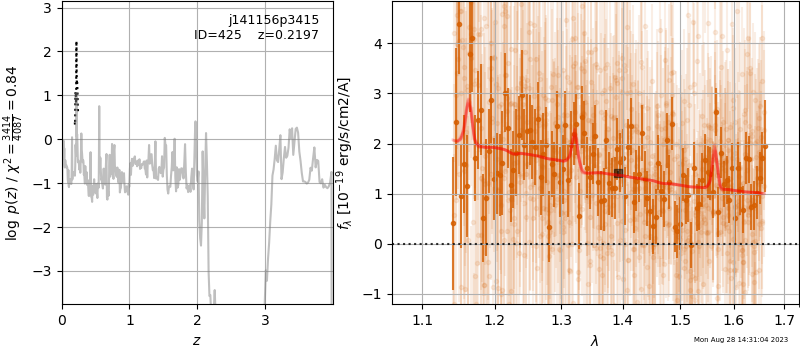 j141156p3415
ID=425 z=0.2197
log p(z) / χ² = 3414/4087 = 0.84
3
2
1
0
−1
−2
−3
0 1 2 3
z
f_λ [10⁻¹⁹ erg/s/cm2/A]
4
3
2
1
0
−1
1.1 1.2 1.3 1.4 1.5 1.6 1.7
λ
Mon Aug 28 14:31:04 2023